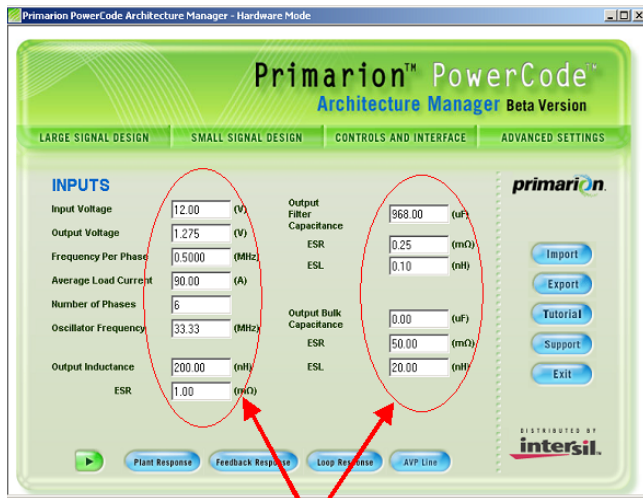 Primarion PowerCode Architecture Manager - Hardware Mode
Primarion™ PowerCode™
Architecture Manager Beta Version
LARGE SIGNAL DESIGN SMALL SIGNAL DESIGN CONTROLS AND INTERFACE ADVANCED SETTINGS
INPUTS
Input Voltage 12.00 (V)
Output Voltage 1.275 (V)
Frequency Per Phase 0.5000 (MHz)
Average Load Current 90.00 (A)
Number of Phases 6
Oscillator Frequency 33.33 (MHz)
Output Inductance 200.00 (nH)
ESR 1.00 (mΩ)
Output
Filter
Capacitance 968.00 (uF)
ESR 0.25 (mΩ)
ESL 0.10 (nH)
Output Bulk
Capacitance 0.00 (uF)
ESR 50.00 (mΩ)
ESL 20.00 (nH)
primarion.
Import
Export
Tutorial
Support
Exit
DISTRIBUTED BY
intersil.
Plant Response Feedback Response Loop Response AVP Line